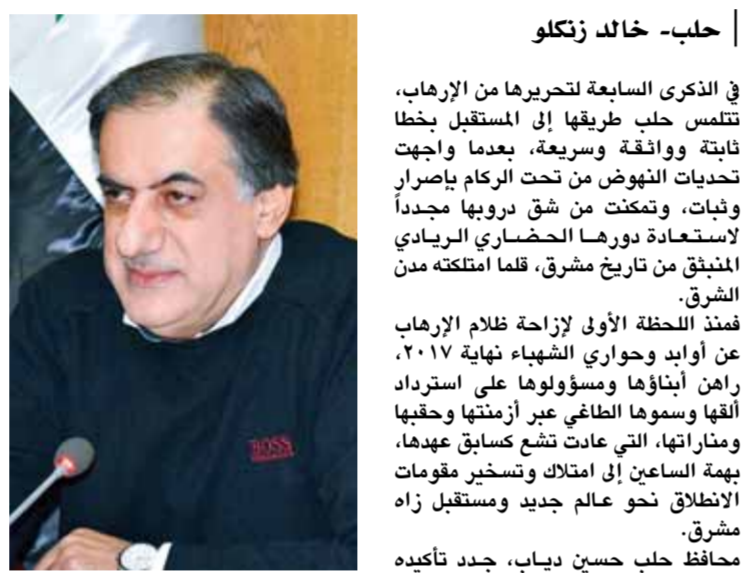 حلب- خالد زنكلو
في الذكرى السابعة لتحريرها من الإرهاب،
تتلمس حلب طريقها إلى المستقبل بخطا
ثابتة وواثقة وسريعة، بعدما واجهت
تحديات النهوض من تحت الركام بإصرار
وثبات، وتمكنت من شق دروبها مجدداً
لاستعادة دورها الحضاري الريادي
المنبثق من تاريخ مشرق، قلما امتلكته مدن
الشرق.
فمنذ اللحظة الأولى لإزاحة ظلام الإرهاب
عن أوابد وحواري الشهباء نهاية ٢٠١٧،
راهن أبناؤها ومسؤولوها على استرداد
ألقها وسموها الطاغي عبر أزمنتها وحقبها
ومناراتها، التي عادت تشع كسابق عهدها،
بهمة الساعين إلى امتلاك وتسخير مقومات
الانطلاق نحو عالم جديد ومستقبل زاه
مشرق.
محافظ حلب حسين دياب، جدد تأكيده
BOSS